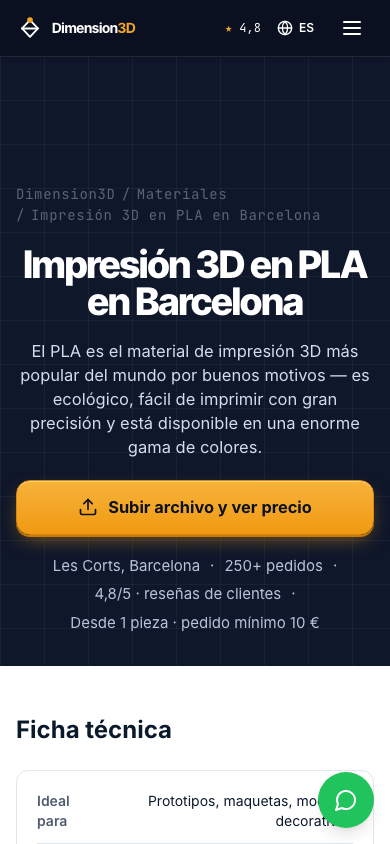 Dimension3D
★ 4,8
ES
Dimension3D / Materiales
/ Impresión 3D en PLA en Barcelona
Impresión 3D en PLA
en Barcelona
El PLA es el material de impresión 3D más
popular del mundo por buenos motivos — es
ecológico, fácil de imprimir con gran
precisión y está disponible en una enorme
gama de colores.
Subir archivo y ver precio
Les Corts, Barcelona ·  250+ pedidos ·
4,8/5 · reseñas de clientes ·
Desde 1 pieza · pedido mínimo 10 €
Ficha técnica
Ideal
para
Prototipos, maquetas,